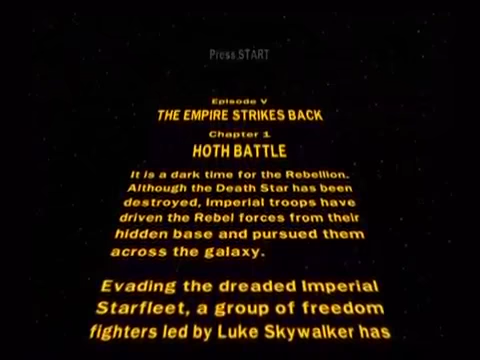 Press START
Episode V
THE EMPIRE STRIKES BACK
Chapter 1
HOTH BATTLE
It is a dark time for the Rebellion.
Although the Death Star has been
destroyed, Imperial troops have
driven the Rebel forces from their
hidden base and pursued them
across the galaxy.
Evading the dreaded Imperial
Starfleet, a group of freedom
fighters led by Luke Skywalker has